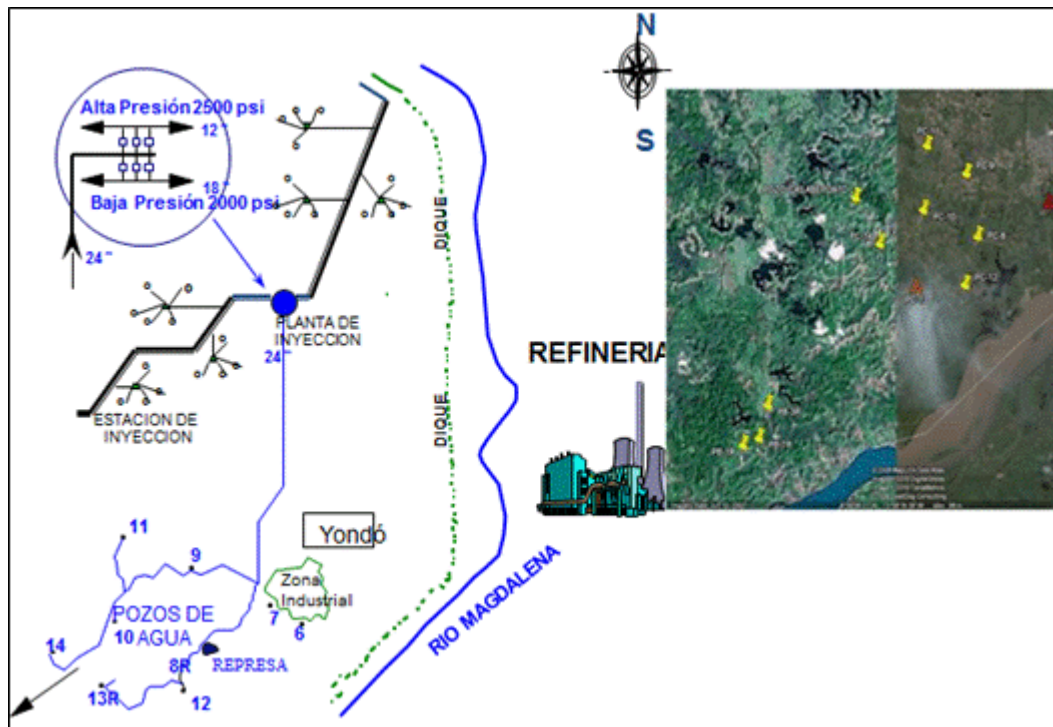 N
S
Alta Presión 2500 psi
12"
18"
Baja Presión 2000 psi
24"
DIQUE
PLANTA DE
INYECCION
24"
ESTACION DE
INYECCION
DIQUE
REFINERIA
RIO MAGDALENA
Yondó
Zona
Industrial
7
6
11
9
POZOS DE
AGUA
10
14
8R
REPRESA
13R
12